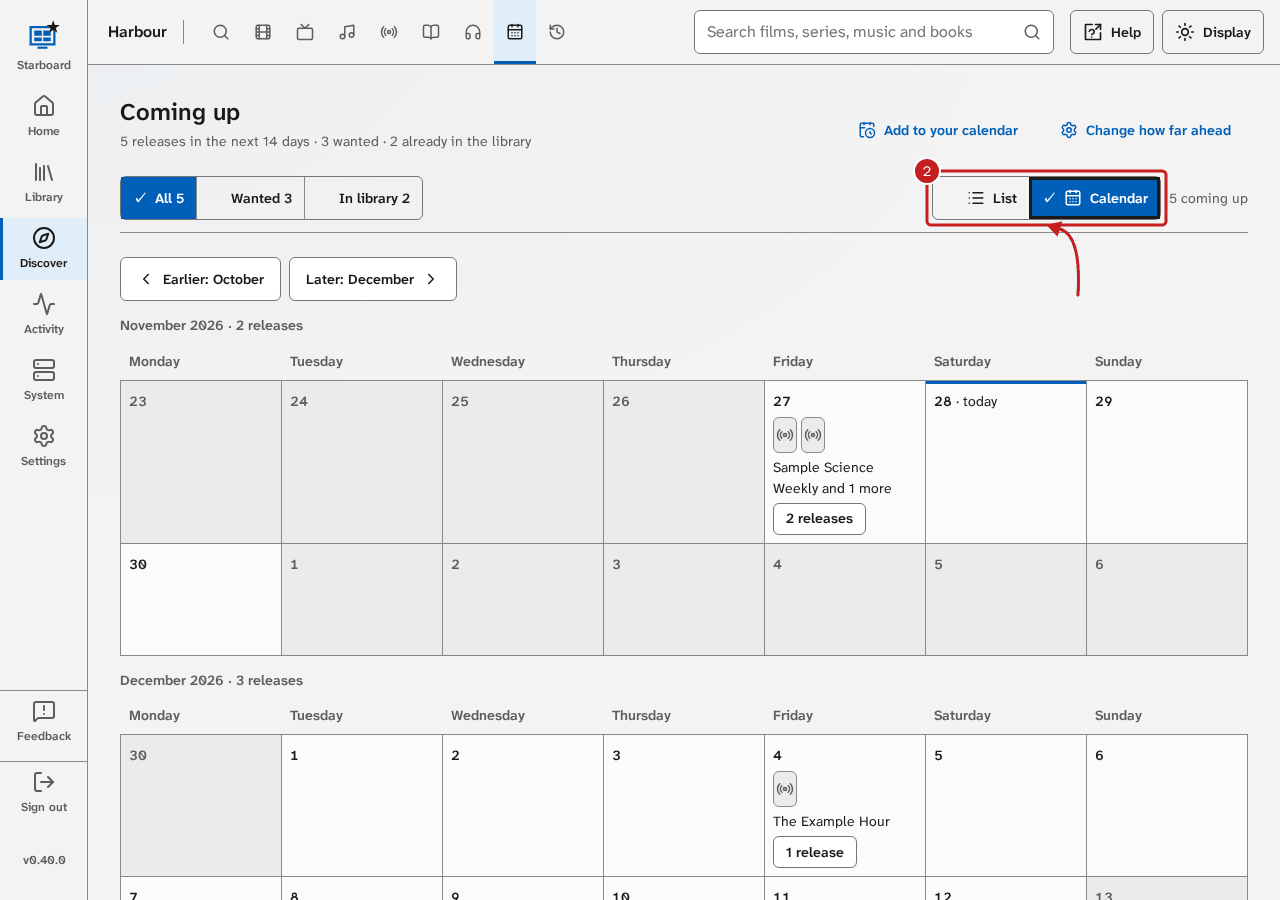 Starboard
Home
Library
Discover
Activity
System
Settings
Feedback
Sign out
v0.40.0
Harbour
Search films, series, music and books
Help
Display
Coming up
5 releases in the next 14 days · 3 wanted · 2 already in the library
Add to your calendar
Change how far ahead
✓ All 5
Wanted 3
In library 2
2
List
✓ Calendar
5 coming up
Earlier: October
Later: December
November 2026 · 2 releases
Monday Tuesday Wednesday Thursday Friday Saturday Sunday
23 24 25 26 27 28 · today 29
Sample Science
Weekly and 1 more
2 releases
30 1 2 3 4 5 6
December 2026 · 3 releases
Monday Tuesday Wednesday Thursday Friday Saturday Sunday
30 1 2 3 4 5 6
The Example Hour
1 release
7 8 9 10 11 12 13